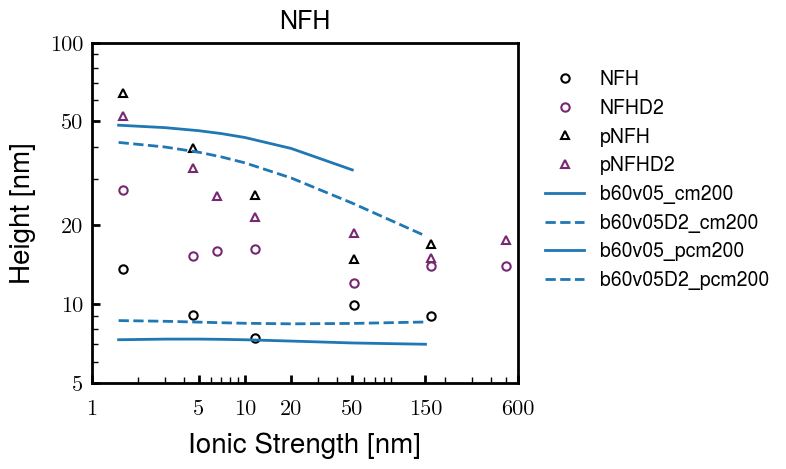 NFH
100
50
20
10
5
Height [nm]
1
5
10
20
50
150
600
Ionic Strength [nm]
NFH
NFHD2
pNFH
pNFHD2
b60v05_cm200
b60v05D2_cm200
b60v05_pcm200
b60v05D2_pcm200